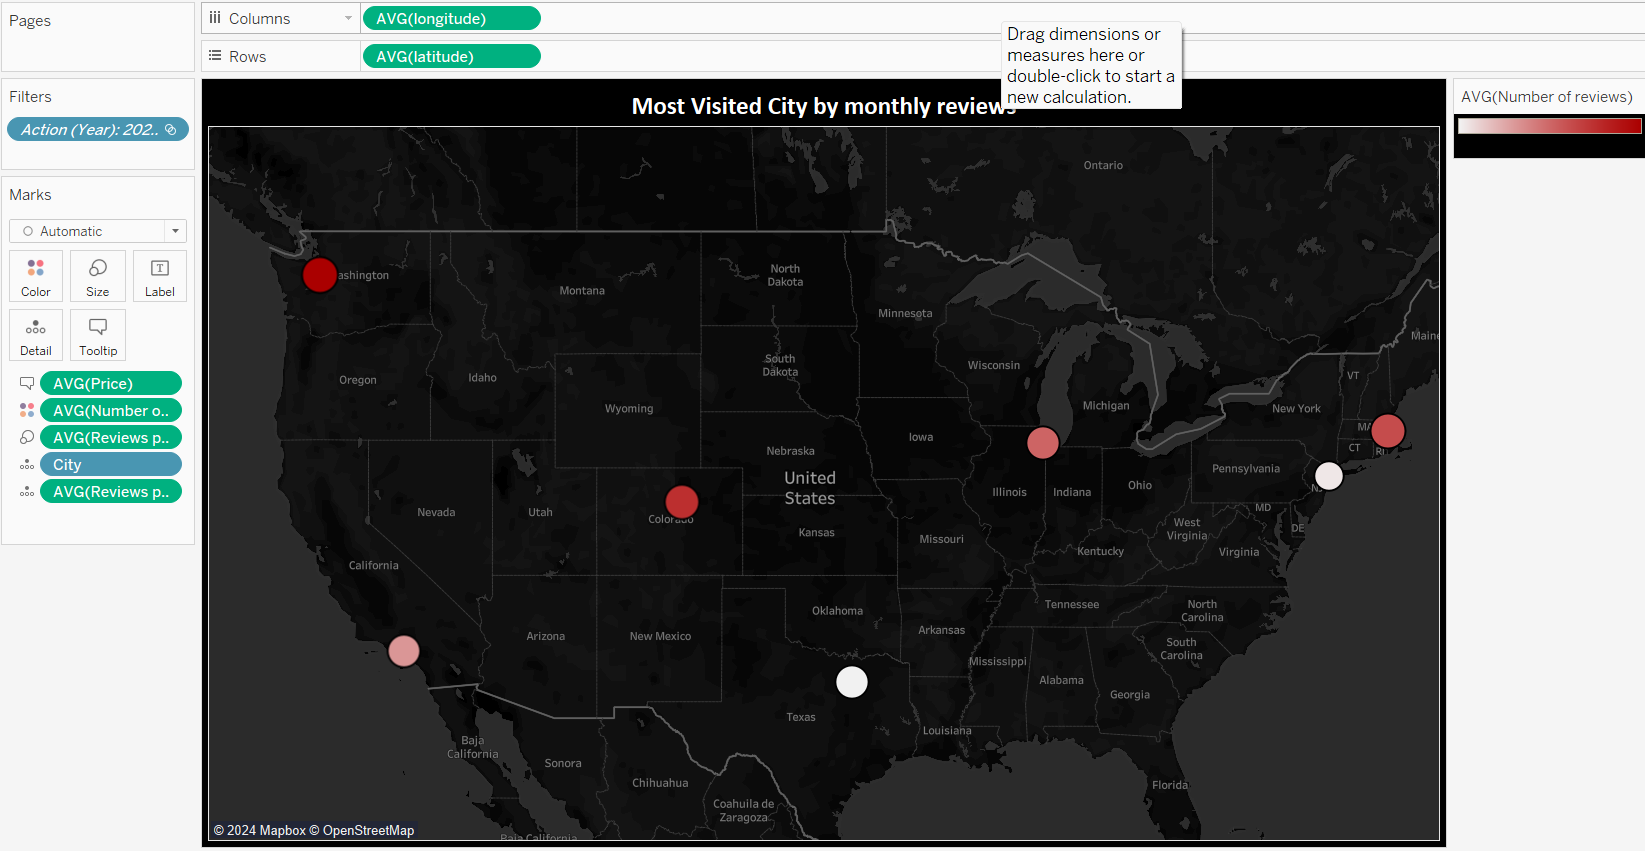 Pages
Columns
AVG(longitude)
Rows
AVG(latitude)
Drag dimensions or
measures here or
double-click to start a
new calculation.
Filters
Action (Year): 202..
Marks
Automatic
Color
Size
Label
T
Detail
Tooltip
AVG(Price)
AVG(Number o..
AVG(Reviews p..
City
AVG(Reviews p..
Most Visited City by monthly reviews
AVG(Number of reviews)
Ontario
ashington
Montana
North
Dakota
Minnesota
Maine
Oregon
Idaho
South
Dakota
Wisconsin
VT
Wyoming
Michigan
New York
MA
Iowa
CT
RI
Nebraska
Pennsylvania
United
States
Illinois
Indiana
Ohio
NJ
Nevada
Utah
Colorado
Kansas
Missouri
MD
West
Virginia
DE
Kentucky
Virginia
California
Oklahoma
Tennessee
North
Carolina
Arizona
New Mexico
Arkansas
South
Carolina
Mississippi
Alabama
Georgia
Texas
Louisiana
Baja
California
Sonora
Chihuahua
Florida
Coahuila de
Zaragoza
Baja California
© 2024 Mapbox © OpenStreetMap